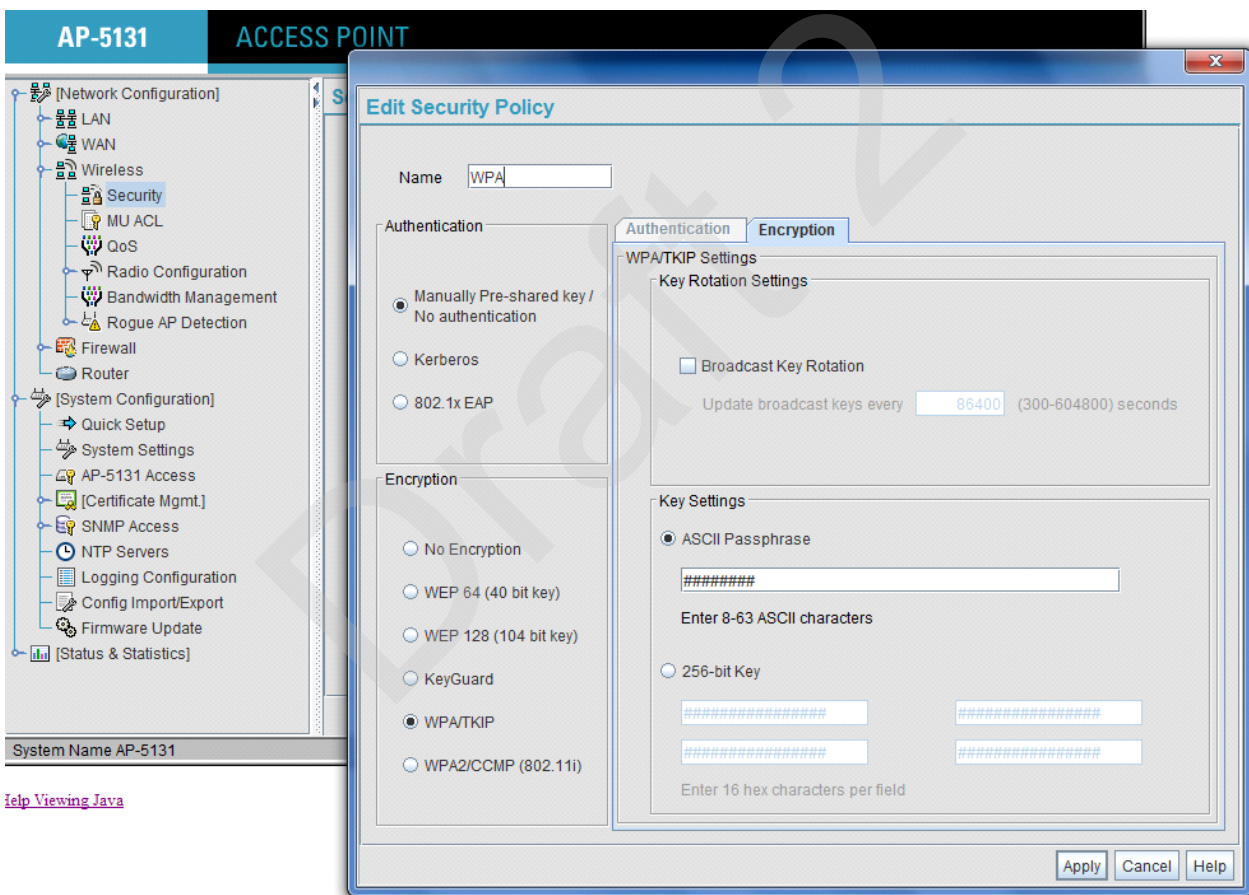 AP-5131
ACCESS POINT
[Network Configuration]
LAN
WAN
Wireless
Security
MU ACL
QoS
Radio Configuration
Bandwidth Management
Rogue AP Detection
Firewall
Router
[System Configuration]
Quick Setup
System Settings
AP-5131 Access
[Certificate Mgmt.]
SNMP Access
NTP Servers
Logging Configuration
Config Import/Export
Firmware Update
[Status & Statistics]
System Name AP-5131
Help Viewing Java
Edit Security Policy
Name WPA
Authentication
Manually Pre-shared key /
No authentication
Kerberos
802.1x EAP
Encryption
No Encryption
WEP 64 (40 bit key)
WEP 128 (104 bit key)
KeyGuard
WPA/TKIP
WPA2/CCMP (802.11i)
Authentication Encryption
WPA/TKIP Settings
Key Rotation Settings
Broadcast Key Rotation
Update broadcast keys every 86400 (300-604800) seconds
Key Settings
ASCII Passphrase
########
Enter 8-63 ASCII characters
256-bit Key
################ ################
################ ################
Enter 16 hex characters per field
Apply Cancel Help
Draft 2